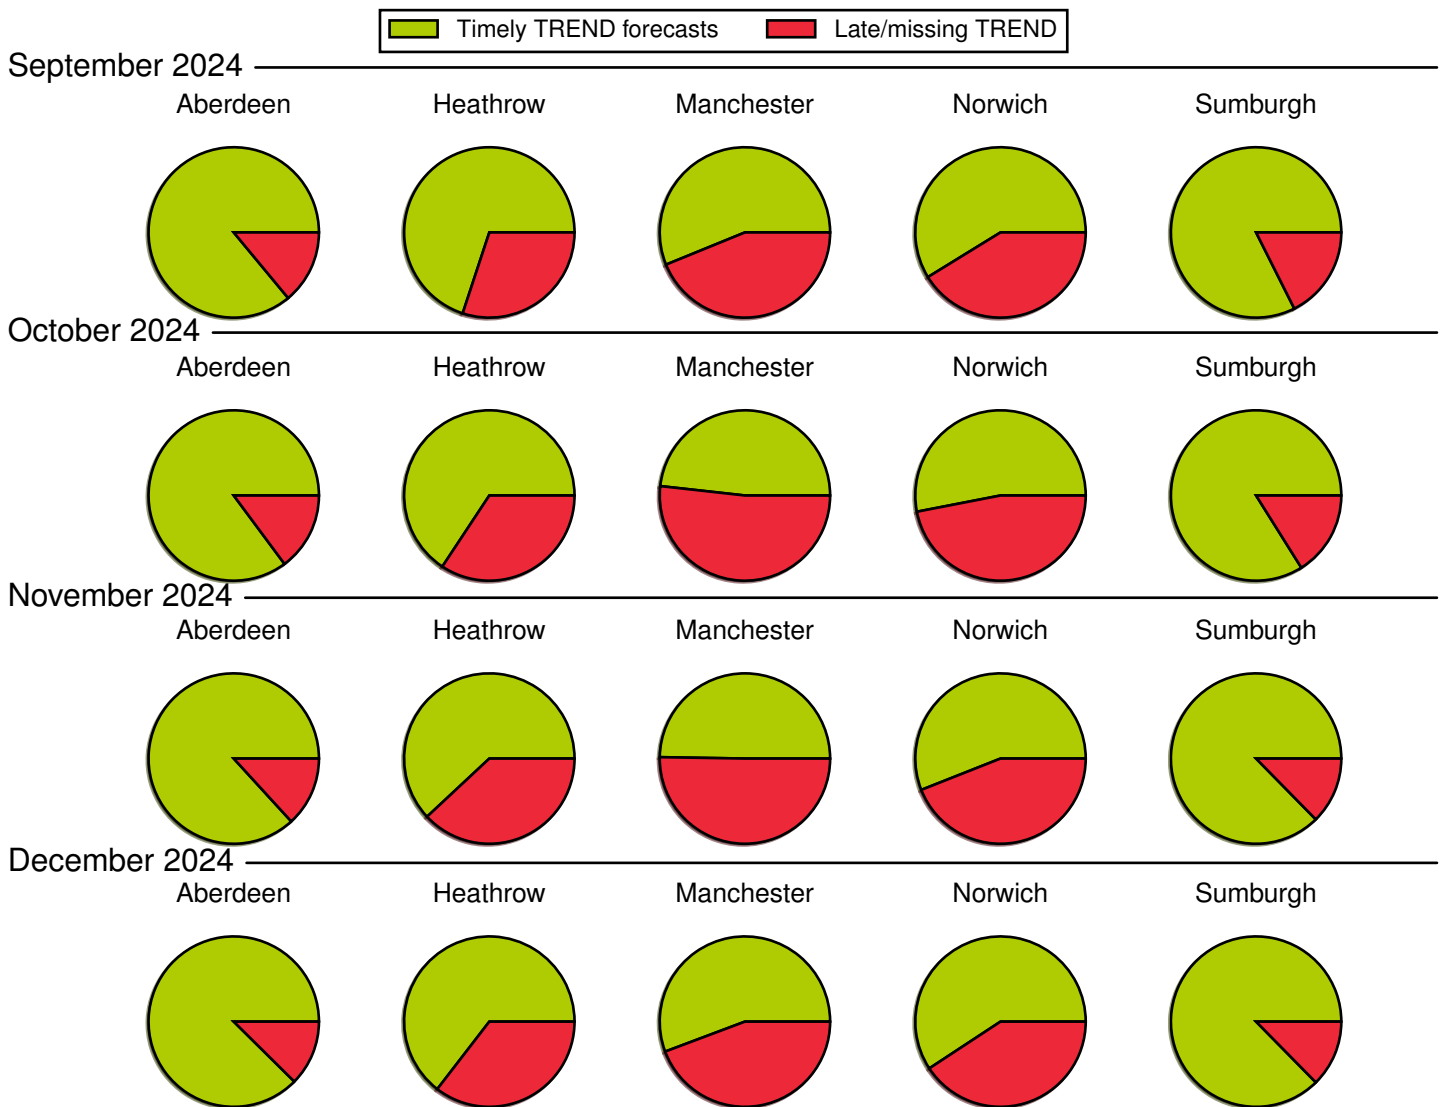 Timely TREND forecasts Late/missing TREND
September 2024
Aberdeen Heathrow Manchester Norwich Sumburgh
October 2024
Aberdeen Heathrow Manchester Norwich Sumburgh
November 2024
Aberdeen Heathrow Manchester Norwich Sumburgh
December 2024
Aberdeen Heathrow Manchester Norwich Sumburgh